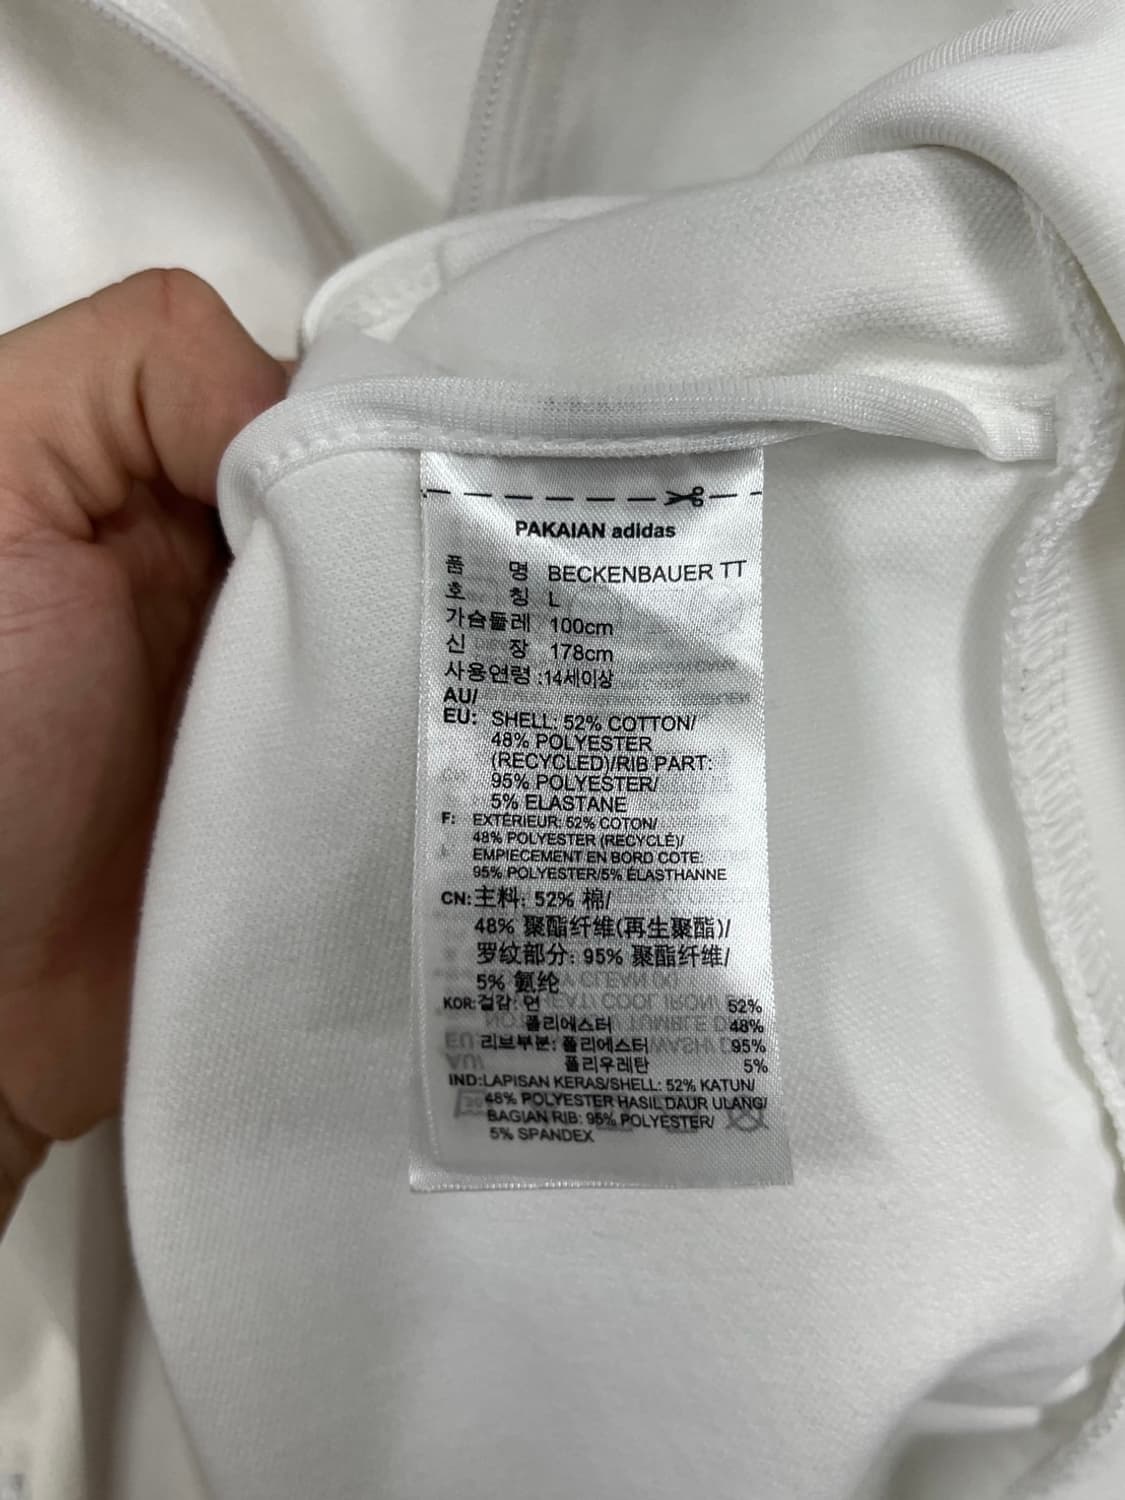 PAKAIAN adidas
품 명 BECKENBAUER TT
호 칭 L
가슴둘레 100cm
신 장 178cm
사용연령 :14세이상
AU/
EU: SHELL: 52% COTTON/
48% POLYESTER
(RECYCLED)/RIB PART:
95% POLYESTER/
5% ELASTANE
F: EXTÉRIEUR: 52% COTON/
48% POLYESTER (RECYCLÉ)/
EMPIECEMENT EN BORD COTE:
95% POLYESTER/5% ÉLASTHANNE
CN: 主料: 52% 棉/
48% 聚酯纤维(再生聚酯)/
罗纹部分: 95% 聚酯纤维/
5% 氨纶
KOR: 겉감: 면 52%
폴리에스터 48%
리브부분: 폴리에스터 95%
폴리우레탄 5%
IND:LAPISAN KERAS/SHELL: 52% KATUN/
48% POLYESTER HASIL DAUR ULANG/
BAGIAN RIB: 95% POLYESTER/
5% SPANDEX